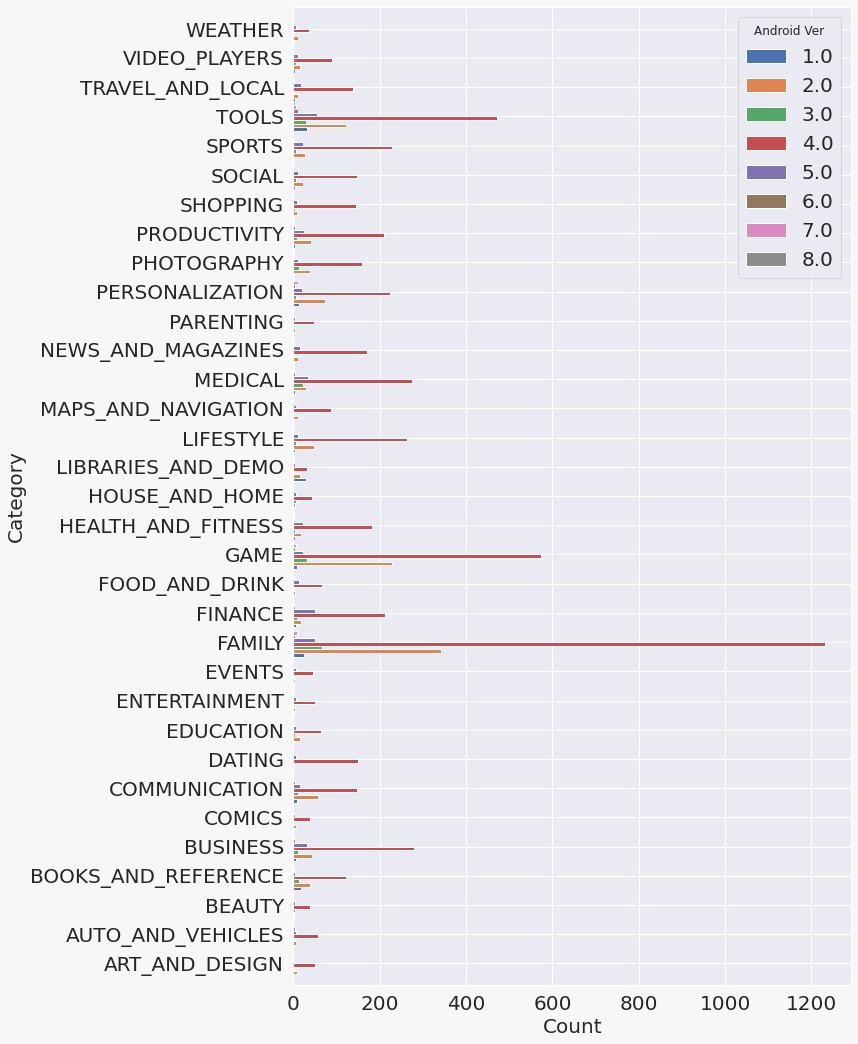 WEATHER
VIDEO_PLAYERS
TRAVEL_AND_LOCAL
TOOLS
SPORTS
SOCIAL
SHOPPING
PRODUCTIVITY
PHOTOGRAPHY
PERSONALIZATION
PARENTING
NEWS_AND_MAGAZINES
MEDICAL
MAPS_AND_NAVIGATION
LIFESTYLE
LIBRARIES_AND_DEMO
HOUSE_AND_HOME
HEALTH_AND_FITNESS
GAME
FOOD_AND_DRINK
FINANCE
FAMILY
EVENTS
ENTERTAINMENT
EDUCATION
DATING
COMMUNICATION
COMICS
BUSINESS
BOOKS_AND_REFERENCE
BEAUTY
AUTO_AND_VEHICLES
ART_AND_DESIGN
Category
0 200 400 600 800 1000 1200
Count
Android Ver
1.0
2.0
3.0
4.0
5.0
6.0
7.0
8.0